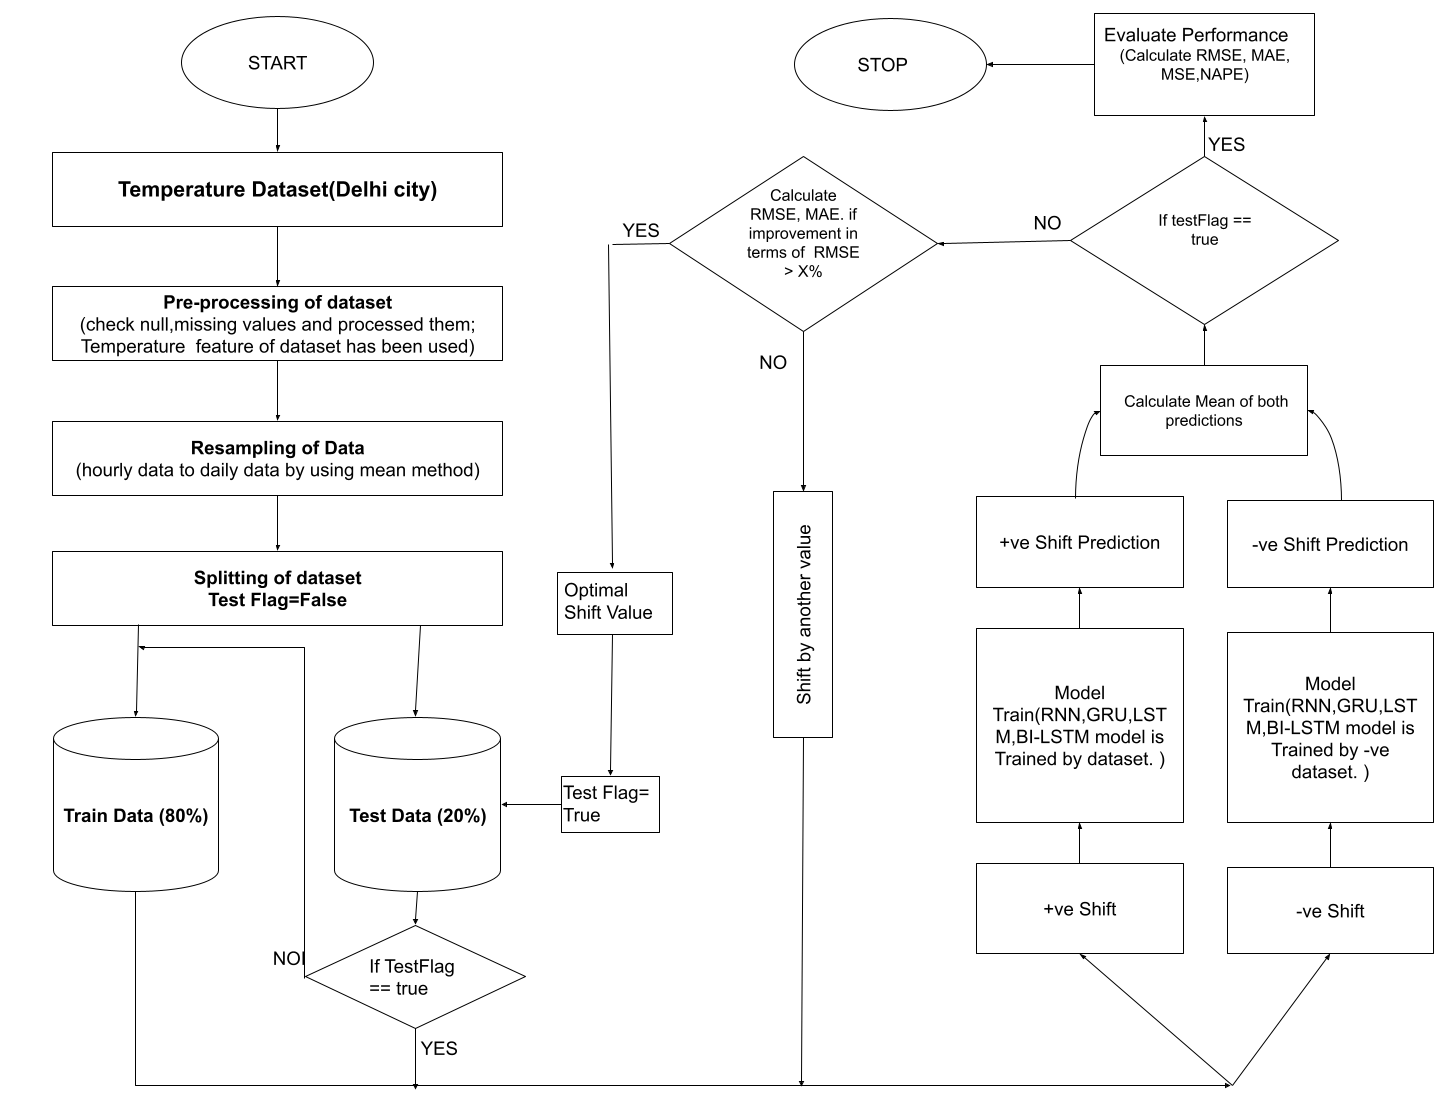 START
Temperature Dataset(Delhi city)
Pre-processing of dataset
(check null,missing values and processed them;
Temperature feature of dataset has been used)
Resampling of Data
(hourly data to daily data by using mean method)
Splitting of dataset
Test Flag=False
Train Data (80%)
Test Data (20%)
NO
If TestFlag
== true
YES
STOP
Evaluate Performance
(Calculate RMSE, MAE,
MSE,NAPE)
YES
If testFlag ==
true
NO
Calculate
RMSE, MAE. if
improvement in
terms of RMSE
> X%
YES
NO
Optimal
Shift Value
Test Flag=
True
Shift by another value
Calculate Mean of both
predictions
+ve Shift Prediction
-ve Shift Prediction
Model
Train(RNN,GRU,LST
M,BI-LSTM model is
Trained by dataset. )
Model
Train(RNN,GRU,LST
M,BI-LSTM model is
Trained by -ve
dataset. )
+ve Shift
-ve Shift